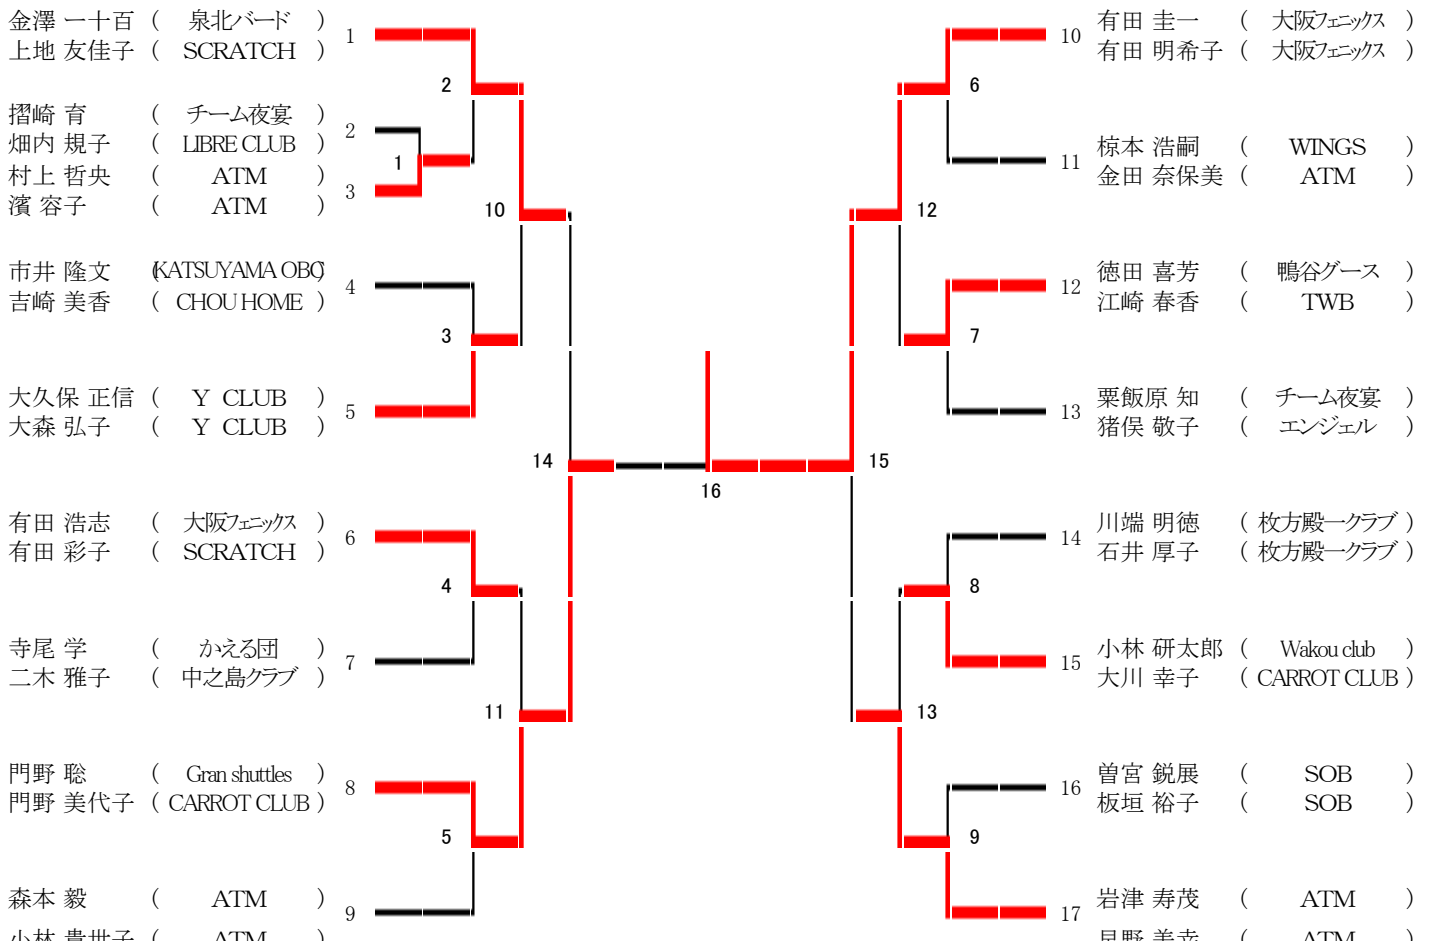 金澤 一十百 ( 泉北バード ) 1
上地 友佳子 ( SCRATCH )
2
摺崎 育 ( チーム夜宴 ) 2
畑内 規子 ( LIBRE CLUB )
1
村上 哲央 ( ATM ) 3
濱 容子 ( ATM )
10
市井 隆文 (KATSUYAMA OBC) 4
吉崎 美香 ( CHOU HOME )
3
大久保 正信 ( Y CLUB ) 5
大森 弘子 ( Y CLUB )
14
有田 浩志 ( 大阪フェニックス ) 6
有田 彩子 ( SCRATCH )
4
寺尾 学 ( かえる団 ) 7
二木 雅子 ( 中之島クラブ )
11
門野 聡 ( Gran shuttles ) 8
門野 美代子 ( CARROT CLUB )
5
森本 毅 ( ATM ) 9
小林 貴世子 ( ATM )
16
10 有田 圭一 ( 大阪フェニックス )
有田 明希子 ( 大阪フェニックス )
6
11 椋本 浩嗣 ( WINGS )
金田 奈保美 ( ATM )
12
12 徳田 喜芳 ( 鴨谷グース )
江崎 春香 ( TWB )
7
13 粟飯原 知 ( チーム夜宴 )
猪俣 敬子 ( エンジェル )
15
14 川端 明徳 ( 枚方殿一クラブ )
石井 厚子 ( 枚方殿一クラブ )
8
15 小林 研太郎 ( Wakou club )
大川 幸子 ( CARROT CLUB )
13
16 曽宮 鋭展 ( SOB )
板垣 裕子 ( SOB )
9
17 岩津 寿茂 ( ATM )
早野 美幸 ( ATM )